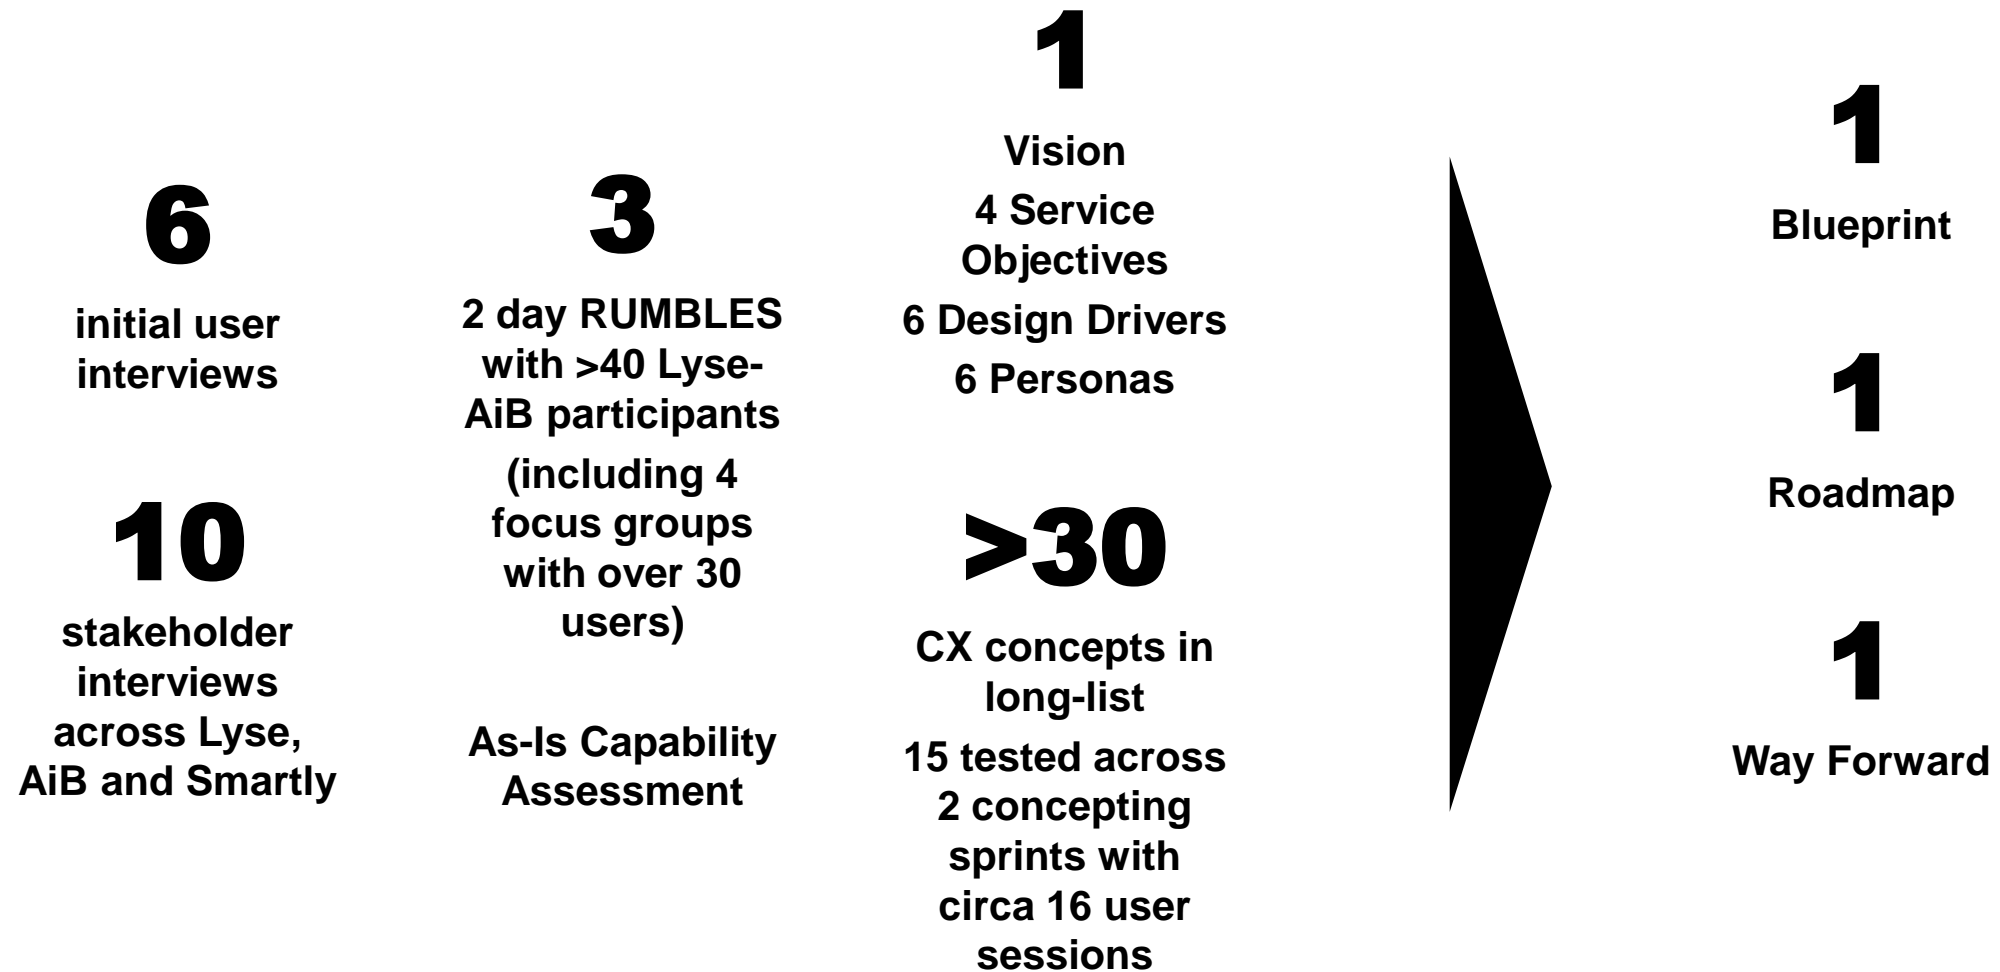 6
initial user
interviews
10
stakeholder
interviews
across Lyse,
AiB and Smartly
3
2 day RUMBLES
with >40 Lyse-
AiB participants
(including 4
focus groups
with over 30
users)
As-Is Capability
Assessment
1
Vision
4 Service
Objectives
6 Design Drivers
6 Personas
>30
CX concepts in
long-list
15 tested across
2 concepting
sprints with
circa 16 user
sessions
1
Blueprint
1
Roadmap
1
Way Forward